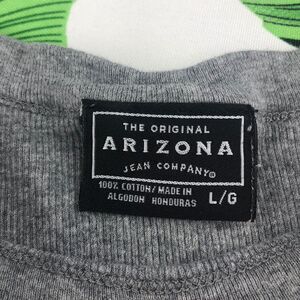 THE ORIGINAL
ARIZONA
JEAN COMPANY®
100% COTTON/MADE IN
ALGODON HONDURAS L/G